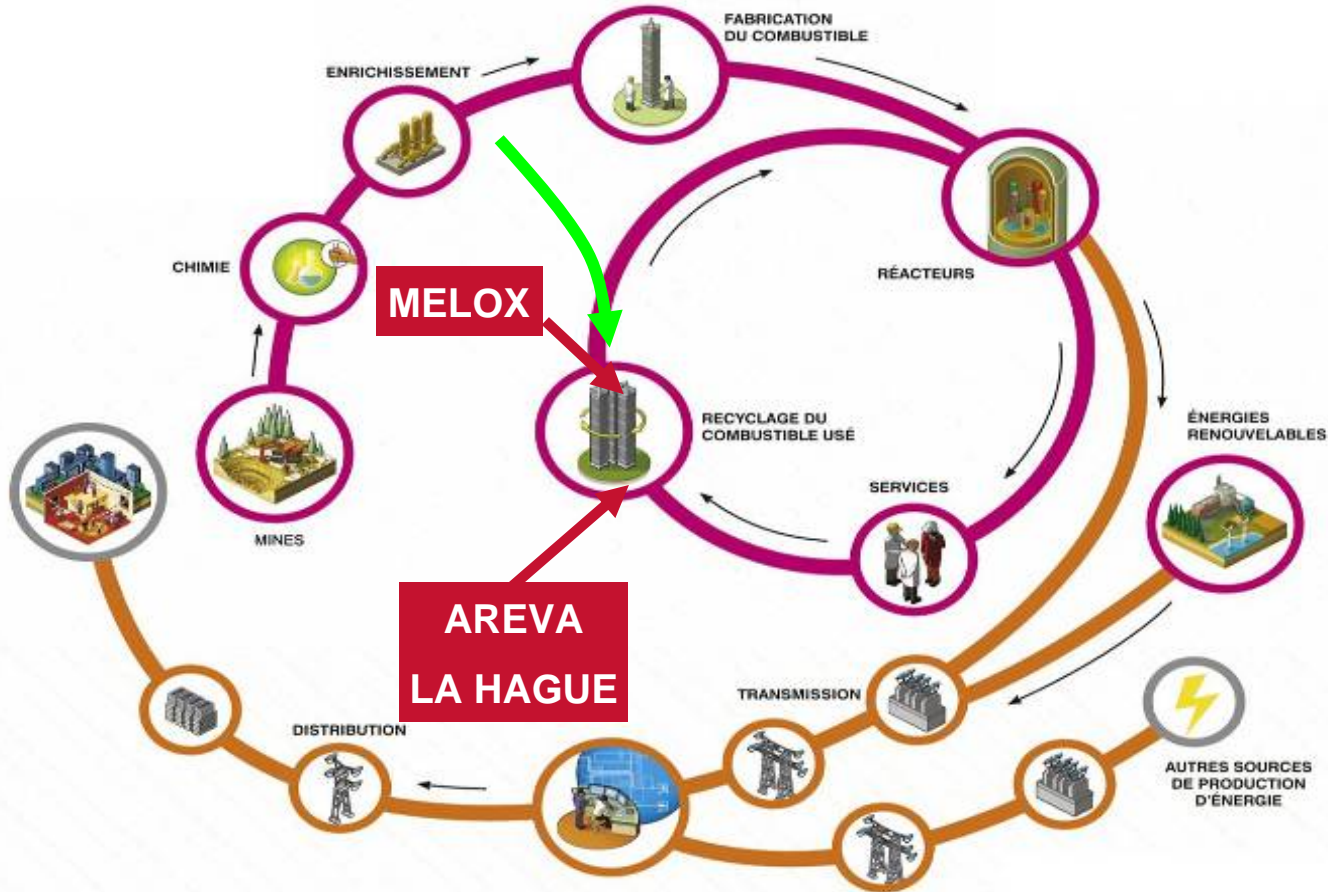 FABRICATION
DU COMBUSTIBLE
ENRICHISSEMENT
CHIMIE
MELOX
RÉACTEURS
MINES
RECYCLAGE DU
COMBUSTIBLE USÉ
ÉNERGIES
RENOUVELABLES
SERVICES
AREVA
LA HAGUE
TRANSMISSION
DISTRIBUTION
AUTRES SOURCES
DE PRODUCTION
D'ÉNERGIE